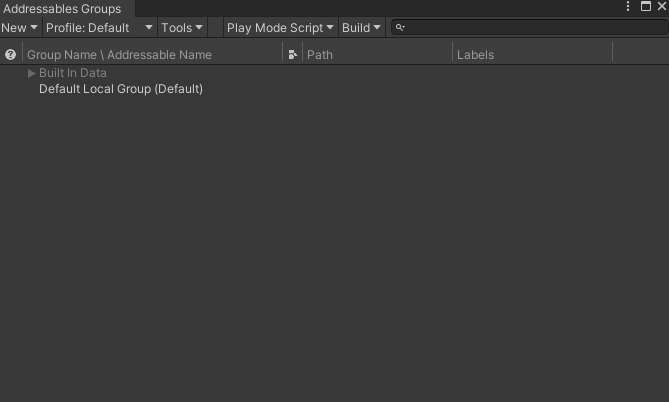 Addressables Groups
New Profile: Default Tools Play Mode Script Build
Group Name \ Addressable Name Path Labels
Built In Data
Default Local Group (Default)